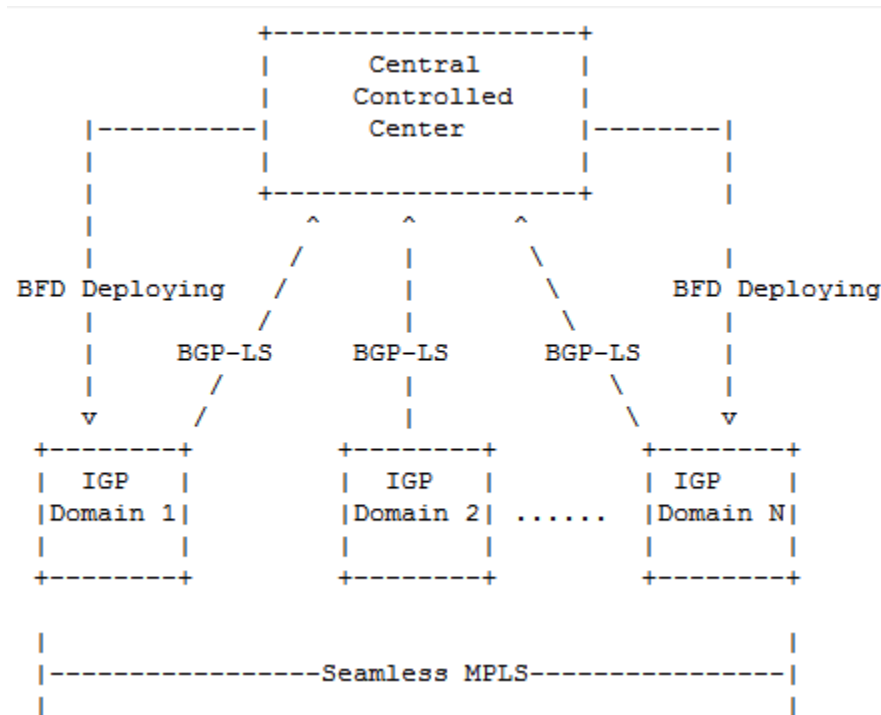 Central
Controlled
Center
BFD Deploying BFD Deploying
BGP-LS BGP-LS BGP-LS
IGP IGP IGP
Domain 1 Domain 2 ...... Domain N
Seamless MPLS